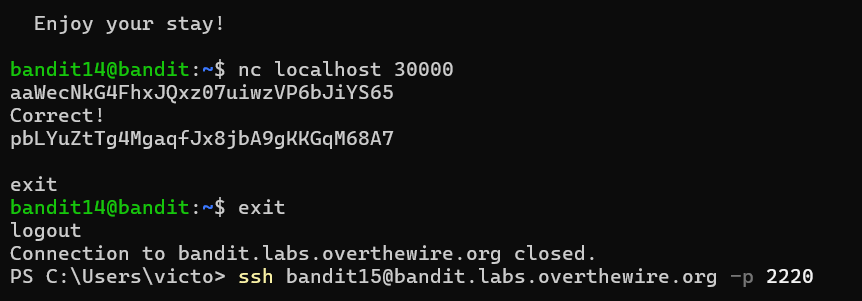 Enjoy your stay!
bandit14@bandit:~$ nc localhost 30000
aaWecNkG4FhxJQxz07uiwzVP6bJiYS65
Correct!
pbLYuZtTg4MgaqfJx8jbA9gKKGqM68A7
exit
bandit14@bandit:~$ exit
logout
Connection to bandit.labs.overthewire.org closed.
PS C:\Users\victo> ssh bandit15@bandit.labs.overthewire.org -p 2220